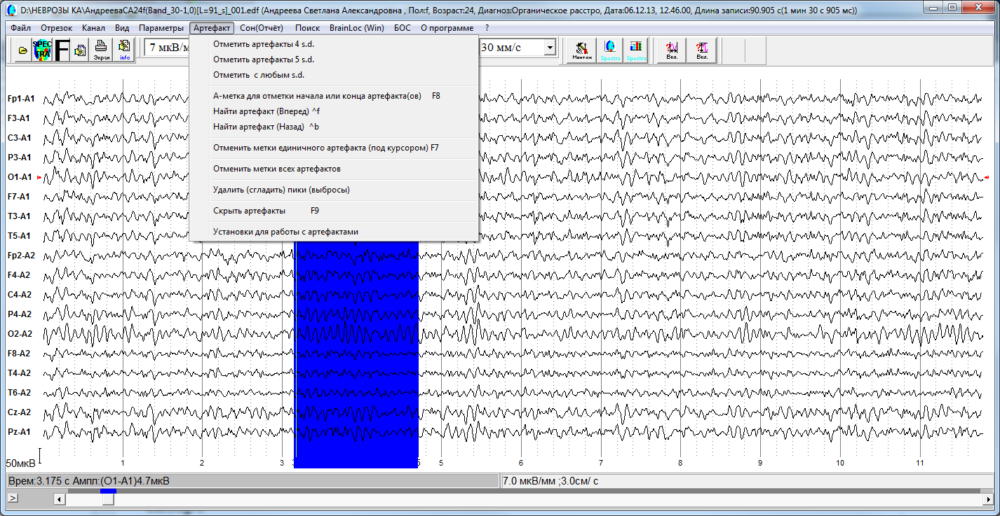 D:\НЕВРОЗЫ КА\АндрееваСА24f(Band_30-1,0)[L=91_s]_001.edf (Андреева Светлана Александровна , Пол:f, Возраст:24, Диагноз:Органическое расстро, Дата:06.12.13, 12.46.00, Длина записи:90.905 с(1 мин 30 с 905 мс))
Файл Отрезок Канал Вид Параметры Артефакт Сон(Отчёт) Поиск BrainLoc (Win) БОС О программе ?
SPEC TRA F Экран info 7 мкВ/м 30 мм/с Монтаж Spectra Spectra Вкл. Вкл.
Отметить артефакты 4 s.d.
Отметить артефакты 5 s.d.
Отметить с любым s.d.
А-метка для отметки начала или конца артефакта(ов) F8
Найти артефакт (Вперед) ^f
Найти артефакт (Назад) ^b
Отменить метки единичного артефакта (под курсором) F7
Отменить метки всех артефактов
Удалить (сгладить) пики (выбросы)
Скрыть артефакты F9
Установки для работы с артефактами
Fp1-A1
F3-A1
C3-A1
P3-A1
O1-A1
F7-A1
T3-A1
T5-A1
Fp2-A2
F4-A2
C4-A2
P4-A2
O2-A2
F8-A2
T4-A2
T6-A2
Cz-A2
Pz-A1
50мкВ 1 2 3 5 6 7 8 9 10 11
Врем:3.175 с Ампл:(O1-A1)4.7мкВ 7.0 мкВ/мм ;3.0см/ с
>